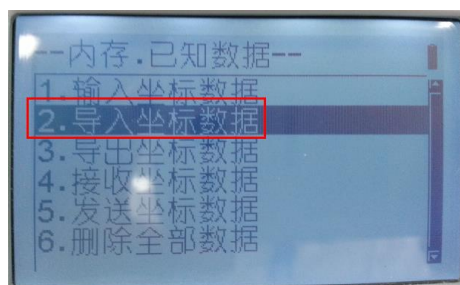 --内存.已知数据--
1.输入坐标数据
2.导入坐标数据
3.导出坐标数据
4.接收坐标数据
5.发送坐标数据
6.删除全部数据